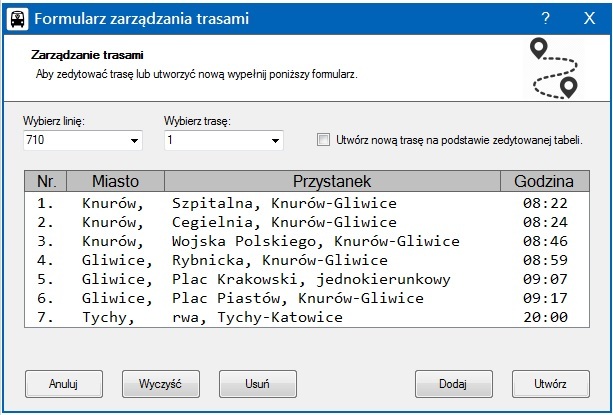 Formularz zarządzania trasami ? X
Zarządzanie trasami
Aby zedytować trasę lub utworzyć nową wypełnij poniższy formularz.
Wybierz linię: Wybierz trasę:
710 1 Utwórz nową trasę na podstawie zedytowanej tabeli.
Nr. Miasto Przystanek Godzina
1. Knurów, Szpitalna, Knurów-Gliwice 08:22
2. Knurów, Cegielnia, Knurów-Gliwice 08:24
3. Knurów, Wojska Polskiego, Knurów-Gliwice 08:46
4. Gliwice, Rybnicka, Knurów-Gliwice 08:59
5. Gliwice, Plac Krakowski, jednokierunkowy 09:07
6. Gliwice, Plac Piastów, Knurów-Gliwice 09:17
7. Tychy, rwa, Tychy-Katowice 20:00
Anuluj Wyczyść Usuń Dodaj Utwórz